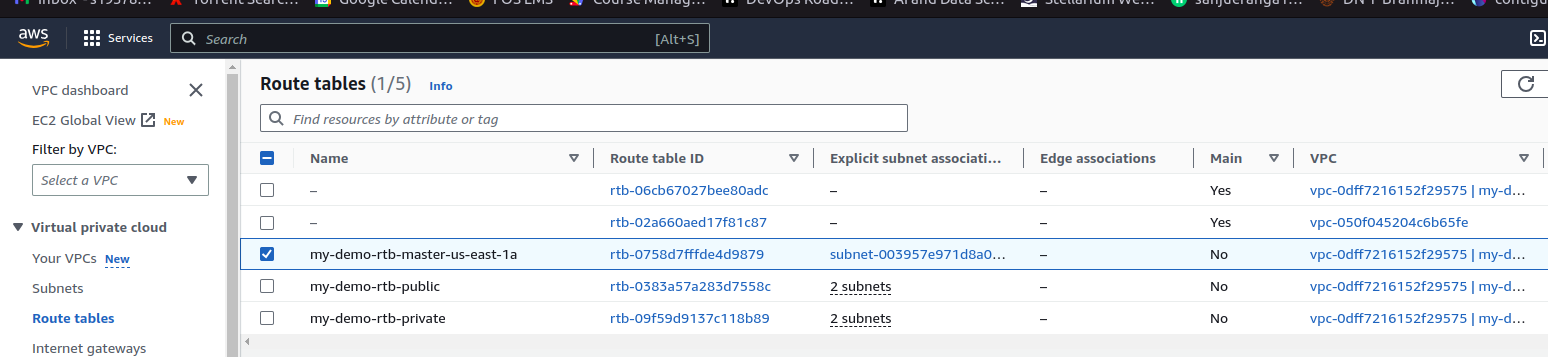 Inbox - s19378...
Torrent Searc...
Google Calend...
FOS LMS
Course Manag...
DevOps Road...
AI and Data Sc...
Stellarium We...
aws
Services
Search
[Alt+S]
VPC dashboard
EC2 Global View New
Filter by VPC:
Select a VPC
Virtual private cloud
Your VPCs New
Subnets
Route tables
Internet gateways
Route tables (1/5) Info
Find resources by attribute or tag
Name Route table ID Explicit subnet associati... Edge associations Main VPC
– rtb-06cb67027bee80adc – – Yes vpc-0dff7216152f29575 | my-d...
– rtb-02a660aed17f81c87 – – Yes vpc-050f045204c6b65fe
my-demo-rtb-master-us-east-1a rtb-0758d7fffde4d9879 subnet-003957e971d8a0... – No vpc-0dff7216152f29575 | my-d...
my-demo-rtb-public rtb-0383a57a283d7558c 2 subnets – No vpc-0dff7216152f29575 | my-d...
my-demo-rtb-private rtb-09f59d9137c118b89 2 subnets – No vpc-0dff7216152f29575 | my-d...